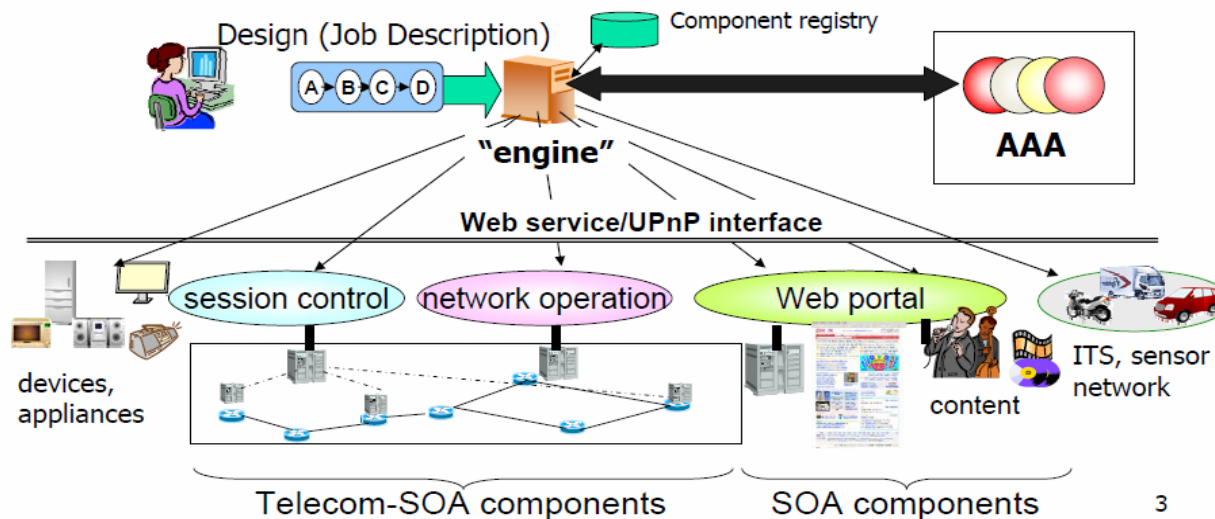 Component registry
Design (Job Description)
A B C D
"engine"
AAA
Web service/UPnP interface
session control
network operation
Web portal
devices,
appliances
content
ITS, sensor
network
Telecom-SOA components
SOA components
3